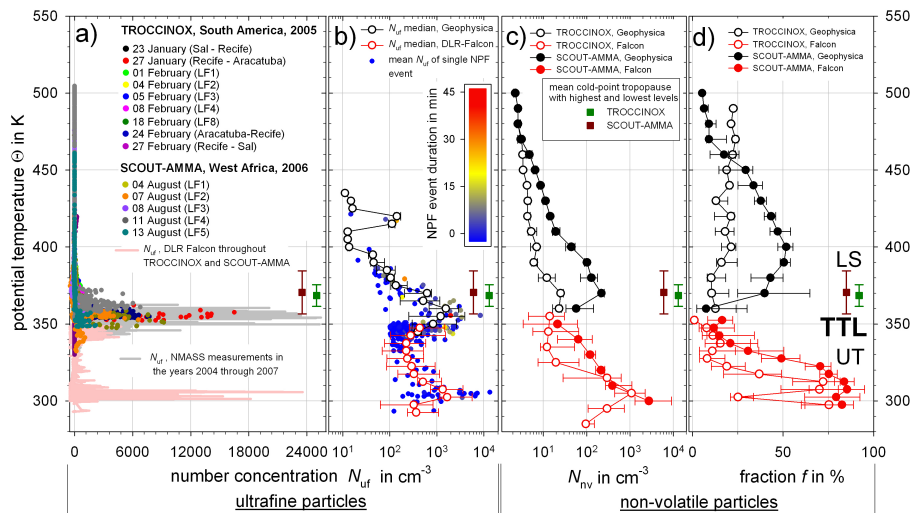 550
500
450
400
350
300
potential temperature Θ in K
a)
TROCCINOX, South America, 2005
23 January (Sal - Recife)
27 January (Recife - Aracatuba)
01 February (LF1)
04 February (LF2)
05 February (LF3)
08 February (LF4)
18 February (LF8)
24 February (Aracatuba-Recife)
27 February (Recife - Sal)
SCOUT-AMMA, West Africa, 2006
04 August (LF1)
07 August (LF2)
08 August (LF3)
11 August (LF4)
13 August (LF5)
Nuf , DLR Falcon throughout
TROCCINOX and SCOUT-AMMA
Nuf , NMASS measurements in
the years 2004 through 2007
0 6000 12000 18000 24000
b)
Nuf median, Geophysica
Nuf median, DLR-Falcon
mean Nuf of single NPF
event
NPF event duration in min
45
30
15
0
10¹ 10² 10³ 10⁴
number concentration Nuf in cm⁻³
ultrafine particles
c)
TROCCINOX, Geophysica
TROCCINOX, Falcon
SCOUT-AMMA, Geophysica
SCOUT-AMMA, Falcon
mean cold-point tropopause
with highest and lowest levels
TROCCINOX
SCOUT-AMMA
10¹ 10² 10³ 10⁴
Nnv in cm⁻³
d)
TROCCINOX, Geophysica
TROCCINOX, Falcon
SCOUT-AMMA, Geophysica
SCOUT-AMMA, Falcon
LS
TTL
UT
0 50 100
fraction f in %
non-volatile particles
550
500
450
400
350
300